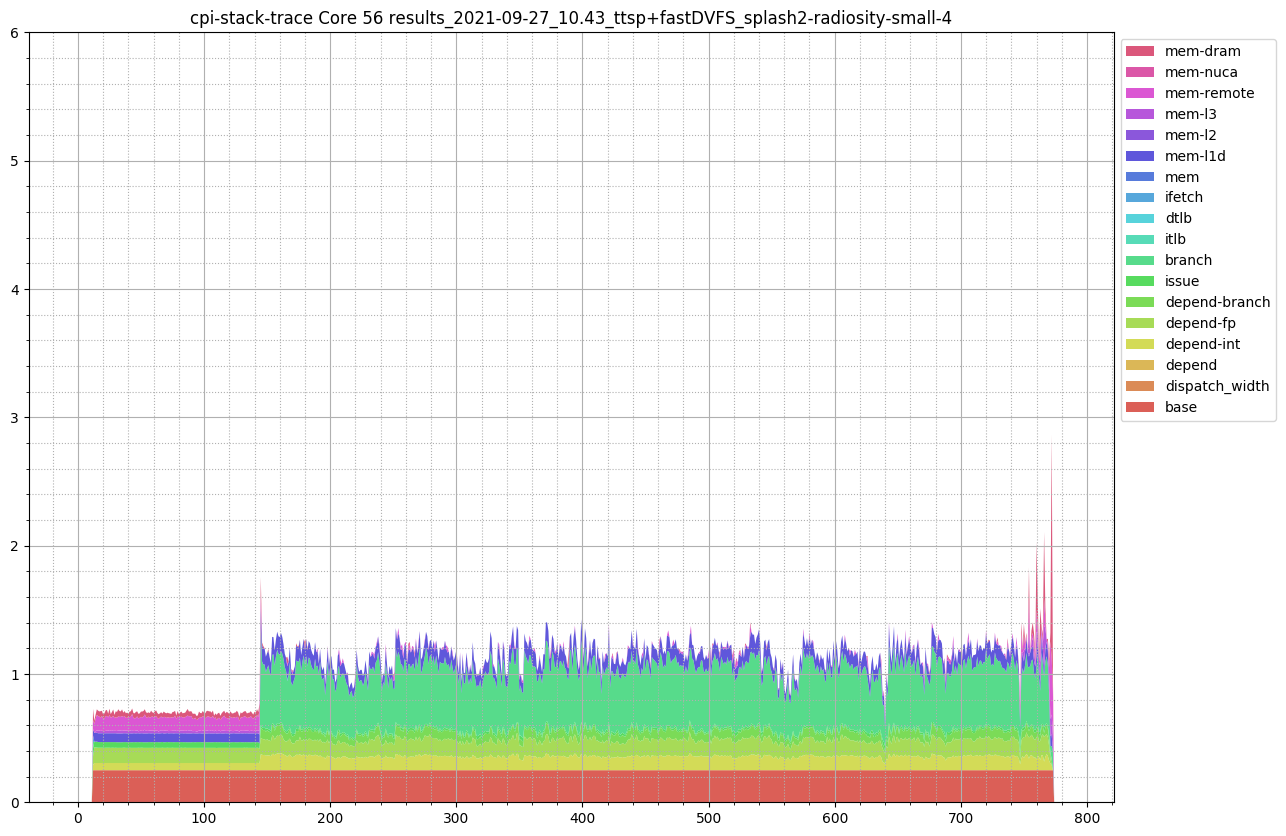 cpi-stack-trace Core 56 results_2021-09-27_10.43_ttsp+fastDVFS_splash2-radiosity-small-4
6
5
4
3
2
1
0
0 100 200 300 400 500 600 700 800
mem-dram
mem-nuca
mem-remote
mem-l3
mem-l2
mem-l1d
mem
ifetch
dtlb
itlb
branch
issue
depend-branch
depend-fp
depend-int
depend
dispatch_width
base